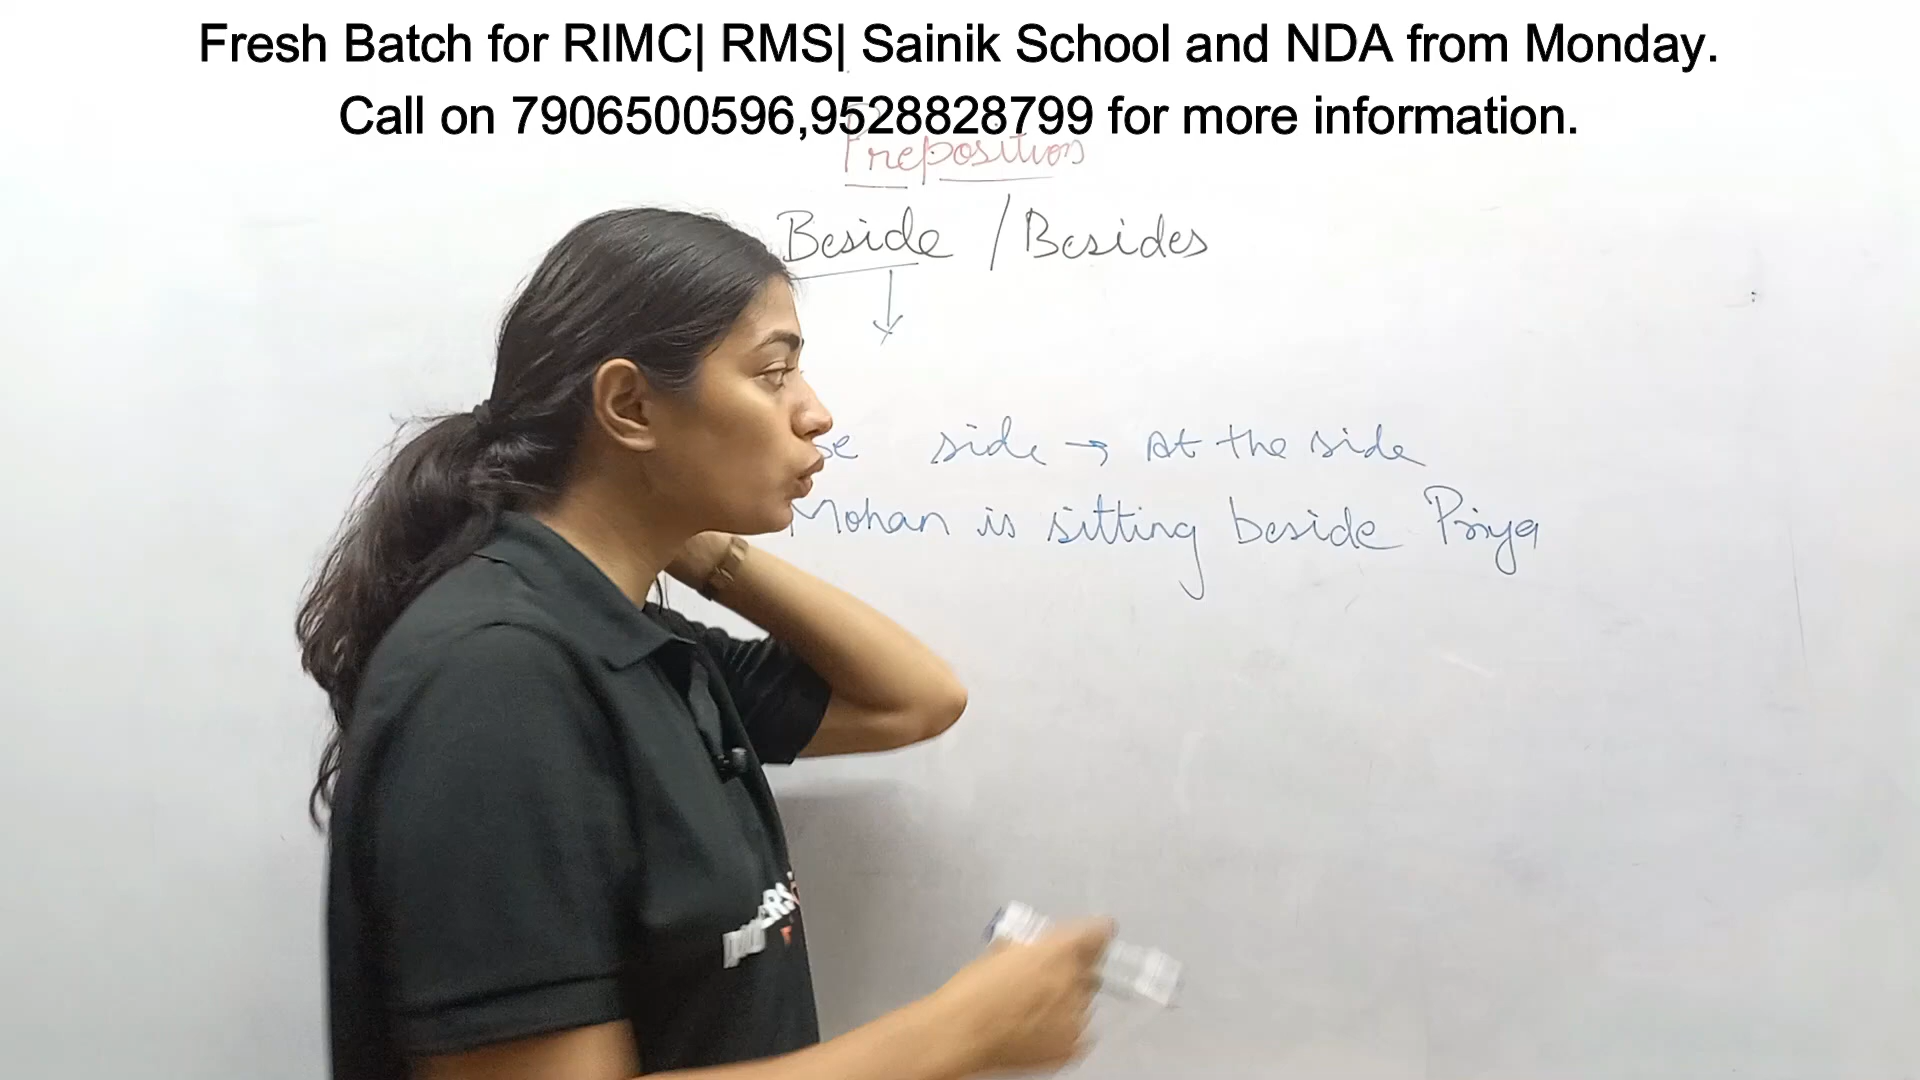 Fresh Batch for RIMC| RMS| Sainik School and NDA from Monday.
Call on 7906500596,9528828799 for more information.
Preposition
Beside / Besides
side → At the side
Mohan is sitting beside Priya